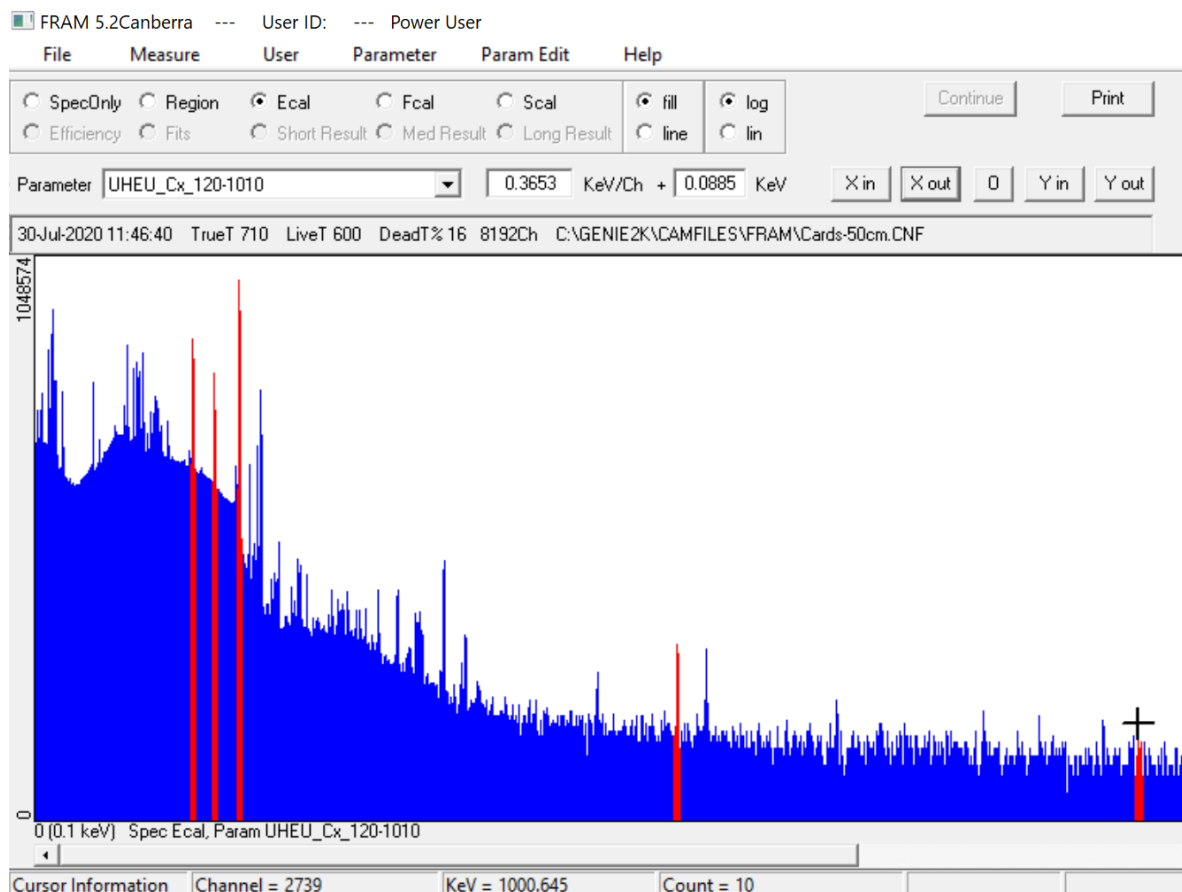 FRAM 5.2Canberra --- User ID: --- Power User
File Measure User Parameter Param Edit Help
SpecOnly Region Ecal Fcal Scal fill log Continue Print
Efficiency Fits Short Result Med Result Long Result line lin
Parameter UHEU_Cx_120-1010 0.3653 KeV/Ch + 0.0885 KeV X in X out 0 Y in Y out
30-Jul-2020 11:46:40 TrueT 710 LiveT 600 DeadT% 16 8192Ch C:\GENIE2K\CAMFILES\FRAM\Cards-50cm.CNF
1048574
0
0 (0.1 keV) Spec Ecal, Param UHEU_Cx_120-1010
Cursor Information Channel = 2739 KeV = 1000.645 Count = 10